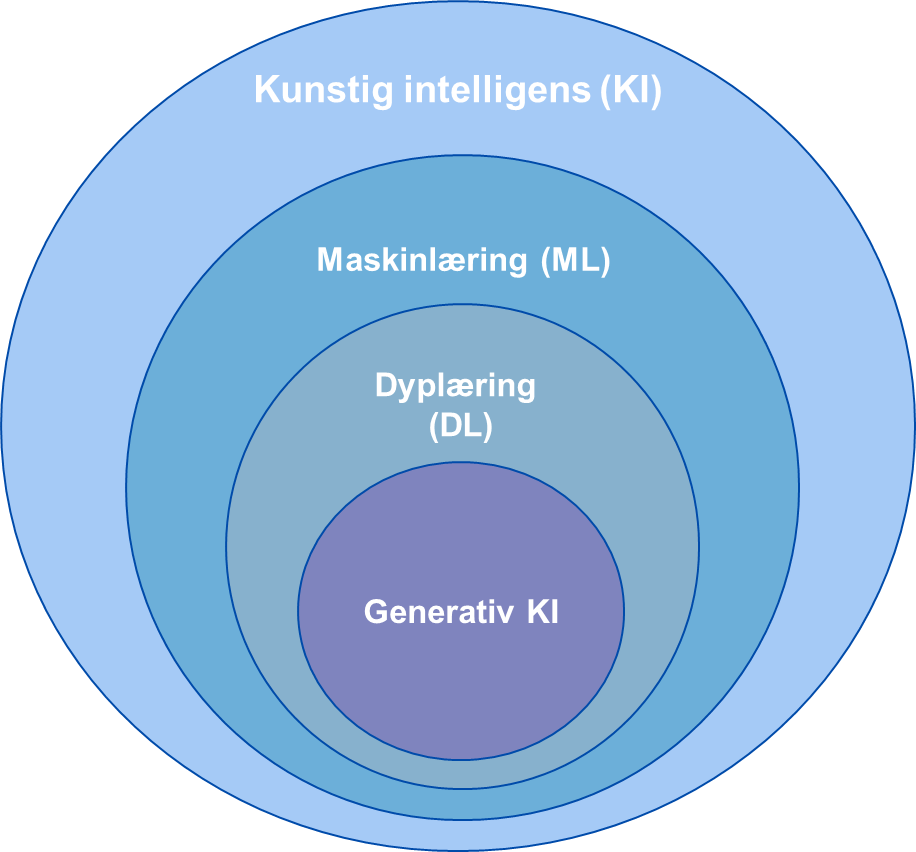 Kunstig intelligens (KI)
Maskinlæring (ML)
Dyplæring
(DL)
Generativ KI